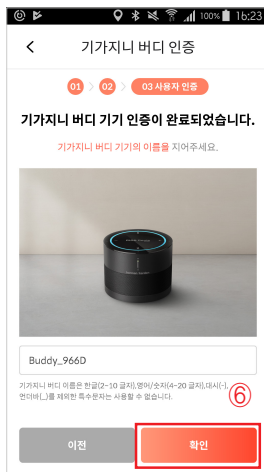 100% 16:23
기가지니 버디 인증
01 > 02 > 03 사용자 인증
기가지니 버디 기기 인증이 완료되었습니다.
기가지니 버디 기기의 이름을 지어주세요.
Buddy_966D
기가지니 버디 이름은 한글(2~10 글자),영어/숫자(4~20 글자),대시(-),
언더바(_)를 제외한 특수문자는 사용할 수 없습니다.
⑥
이전
확인